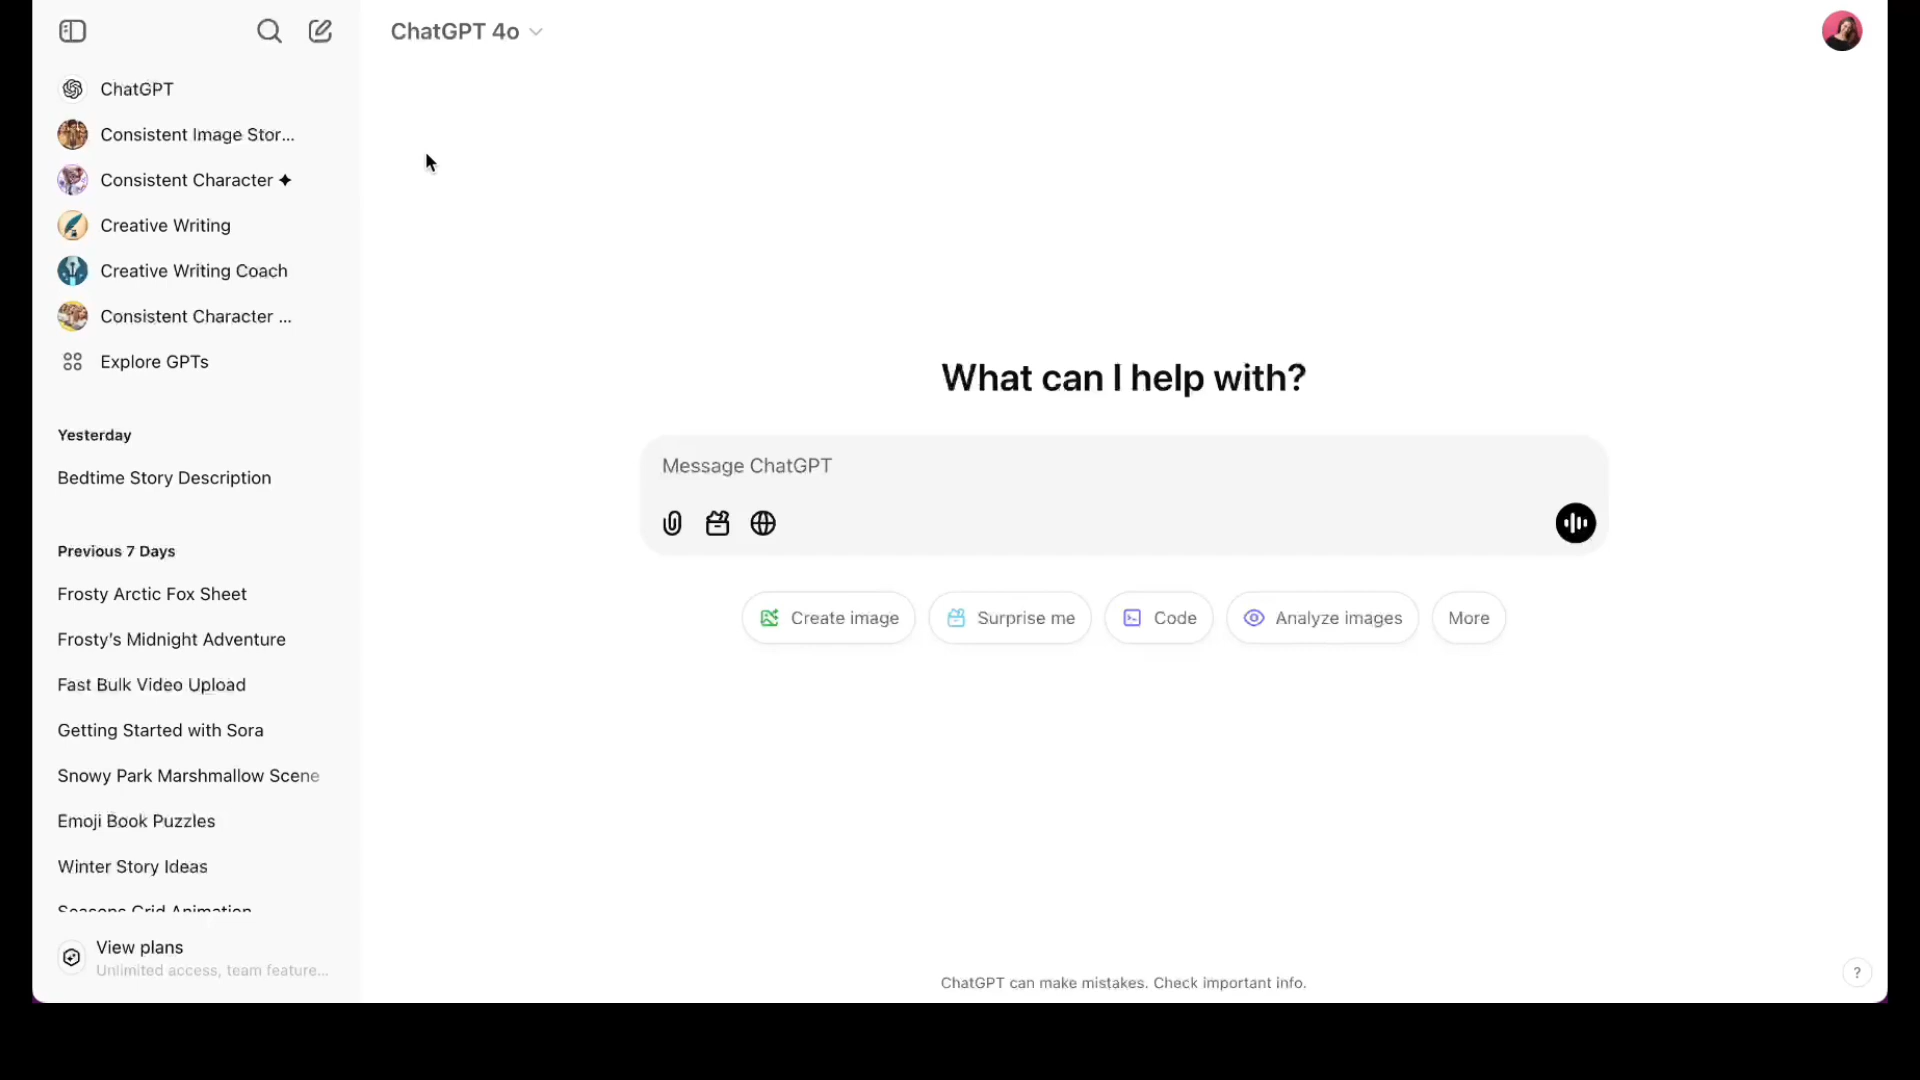 ChatGPT 4o
ChatGPT
Consistent Image Stor...
Consistent Character ✦
Creative Writing
Creative Writing Coach
Consistent Character ...
Explore GPTs
Yesterday
Bedtime Story Description
Previous 7 Days
Frosty Arctic Fox Sheet
Frosty's Midnight Adventure
Fast Bulk Video Upload
Getting Started with Sora
Snowy Park Marshmallow Scene
Emoji Book Puzzles
Winter Story Ideas
Seasons Grid Animation
View plans
Unlimited access, team feature...
What can I help with?
Message ChatGPT
Create image
Surprise me
Code
Analyze images
More
ChatGPT can make mistakes. Check important info.
?